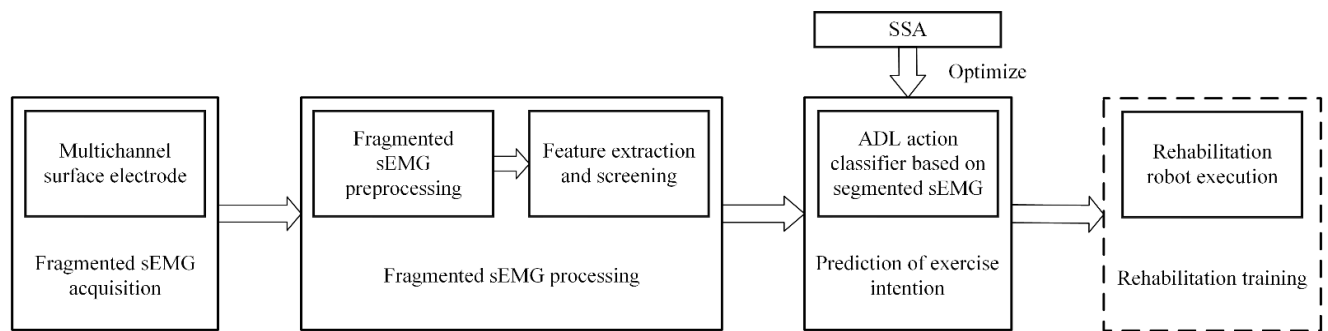 SSA
Optimize
Multichannel
surface electrode
Fragmented sEMG
acquisition
Fragmented
sEMG
preprocessing
Feature extraction
and screening
Fragmented sEMG processing
ADL action
classifier based on
segmented sEMG
Prediction of exercise
intention
Rehabilitation
robot execution
Rehabilitation training